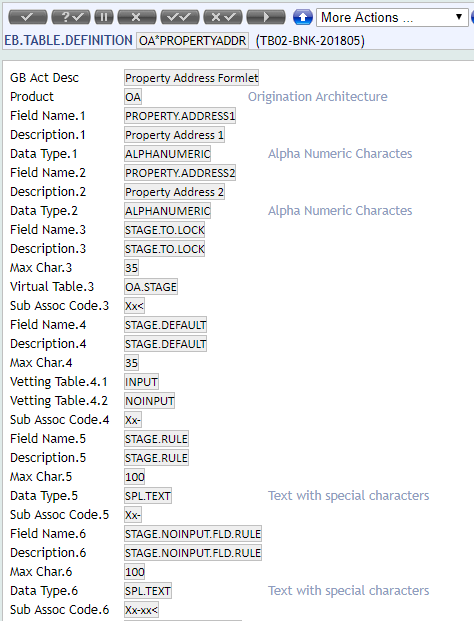 More Actions ...
EB.TABLE.DEFINITION OA*PROPERTYADDR (TB02-BNK-201805)
GB Act Desc Property Address Formlet
Product OA Origination Architecture
Field Name.1 PROPERTY.ADDRESS1
Description.1 Property Address 1
Data Type.1 ALPHANUMERIC Alpha Numeric Charactes
Field Name.2 PROPERTY.ADDRESS2
Description.2 Property Address 2
Data Type.2 ALPHANUMERIC Alpha Numeric Charactes
Field Name.3 STAGE.TO.LOCK
Description.3 STAGE.TO.LOCK
Max Char.3 35
Virtual Table.3 OA.STAGE
Sub Assoc Code.3 Xx<
Field Name.4 STAGE.DEFAULT
Description.4 STAGE.DEFAULT
Max Char.4 35
Vetting Table.4.1 INPUT
Vetting Table.4.2 NOINPUT
Sub Assoc Code.4 Xx-
Field Name.5 STAGE.RULE
Description.5 STAGE.RULE
Max Char.5 100
Data Type.5 SPL.TEXT Text with special characters
Sub Assoc Code.5 Xx-
Field Name.6 STAGE.NOINPUT.FLD.RULE
Description.6 STAGE.NOINPUT.FLD.RULE
Max Char.6 100
Data Type.6 SPL.TEXT Text with special characters
Sub Assoc Code.6 Xx-xx<